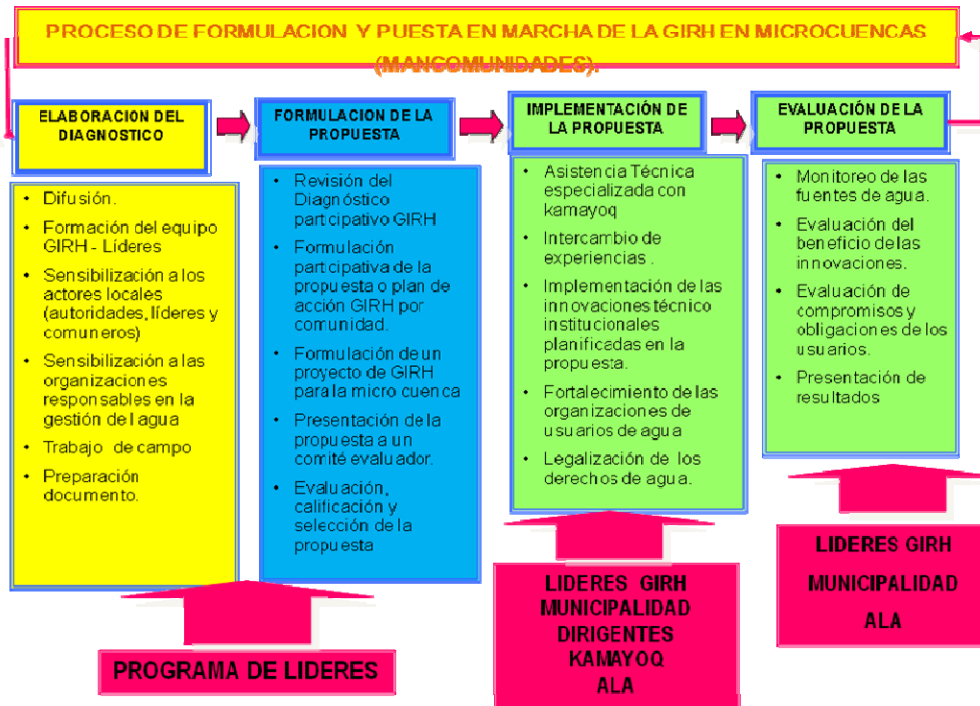 PROCESO DE FORMULACION Y PUESTA EN MARCHA DE LA GIRH EN MICROCUENCAS
(MANCOMUNIDADES).
ELABORACION DEL
DIAGNOSTICO
• Difusión.
• Formación del equipo
GIRH - Líderes
• Sensibilización a los
actores locales
(autoridades, líderes y
comuneros)
• Sensibilización a las
organizaciones
responsables en la
gestión del agua
• Trabajo de campo
• Preparación
documento.
FORMULACION DE LA
PROPUESTA
• Revisión del
Diagnóstico
participativo GIRH
• Formulación
participativa de la
propuesta o plan de
acción GIRH por
comunidad.
• Formulación de un
proyecto de GIRH
para la micro cuenca
• Presentación de la
propuesta a un
comité evaluador.
• Evaluación,
calificación y
selección de la
propuesta
IMPLEMENTACIÓN DE
LA PROPUESTA
• Asistencia Técnica
especializada con
kamayoq
• Intercambio de
experiencias .
• Implementación de las
innovaciones técnico
institucionales
planificadas en la
propuesta.
• Fortalecimiento de las
organizaciones de
usuarios de agua
• Legalización de los
derechos de agua.
EVALUACIÓN DE LA
PROPUESTA
• Monitoreo de las
fuentes de agua.
• Evaluación del
beneficio de las
innovaciones.
• Evaluación de
compromisos y
obligaciones de los
usuarios.
• Presentación de
resultados
PROGRAMA DE LIDERES
LIDERES GIRH
MUNICIPALIDAD
DIRIGENTES
KAMAYOQ
ALA
LIDERES GIRH
MUNICIPALIDAD
ALA